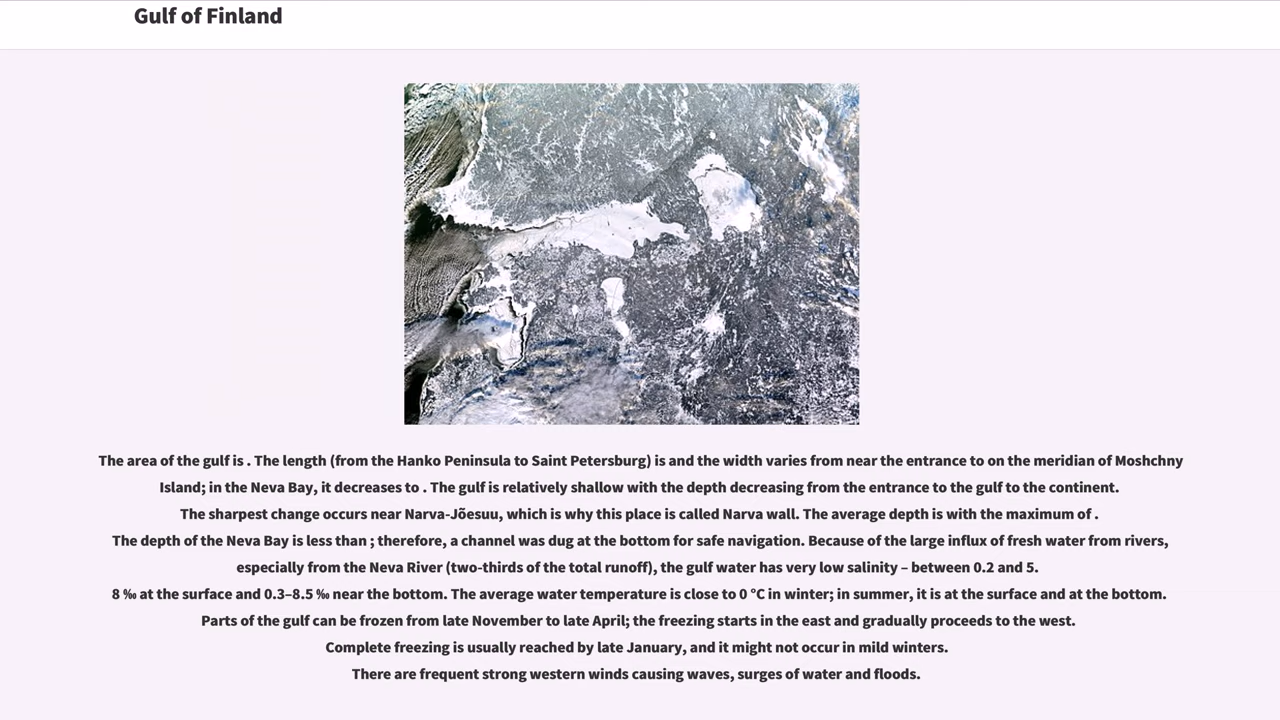 Gulf of Finland
The area of the gulf is . The length (from the Hanko Peninsula to Saint Petersburg) is and the width varies from near the entrance to on the meridian of Moshchny
Island; in the Neva Bay, it decreases to . The gulf is relatively shallow with the depth decreasing from the entrance to the gulf to the continent.
The sharpest change occurs near Narva-Jõesuu, which is why this place is called Narva wall. The average depth is with the maximum of .
The depth of the Neva Bay is less than ; therefore, a channel was dug at the bottom for safe navigation. Because of the large influx of fresh water from rivers,
especially from the Neva River (two-thirds of the total runoff), the gulf water has very low salinity – between 0.2 and 5.
8 ‰ at the surface and 0.3–8.5 ‰ near the bottom. The average water temperature is close to 0 °C in winter; in summer, it is at the surface and at the bottom.
Parts of the gulf can be frozen from late November to late April; the freezing starts in the east and gradually proceeds to the west.
Complete freezing is usually reached by late January, and it might not occur in mild winters.
There are frequent strong western winds causing waves, surges of water and floods.